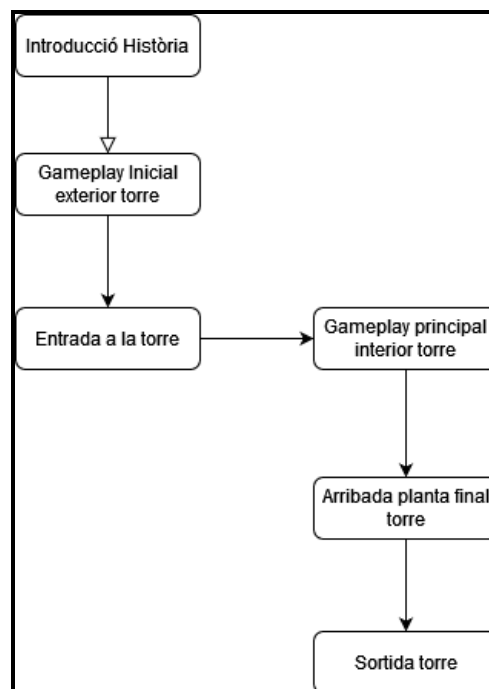 Introducció Història
Gameplay Inicial
exterior torre
Entrada a la torre
Gameplay principal
interior torre
Arribada planta final
torre
Sortida torre